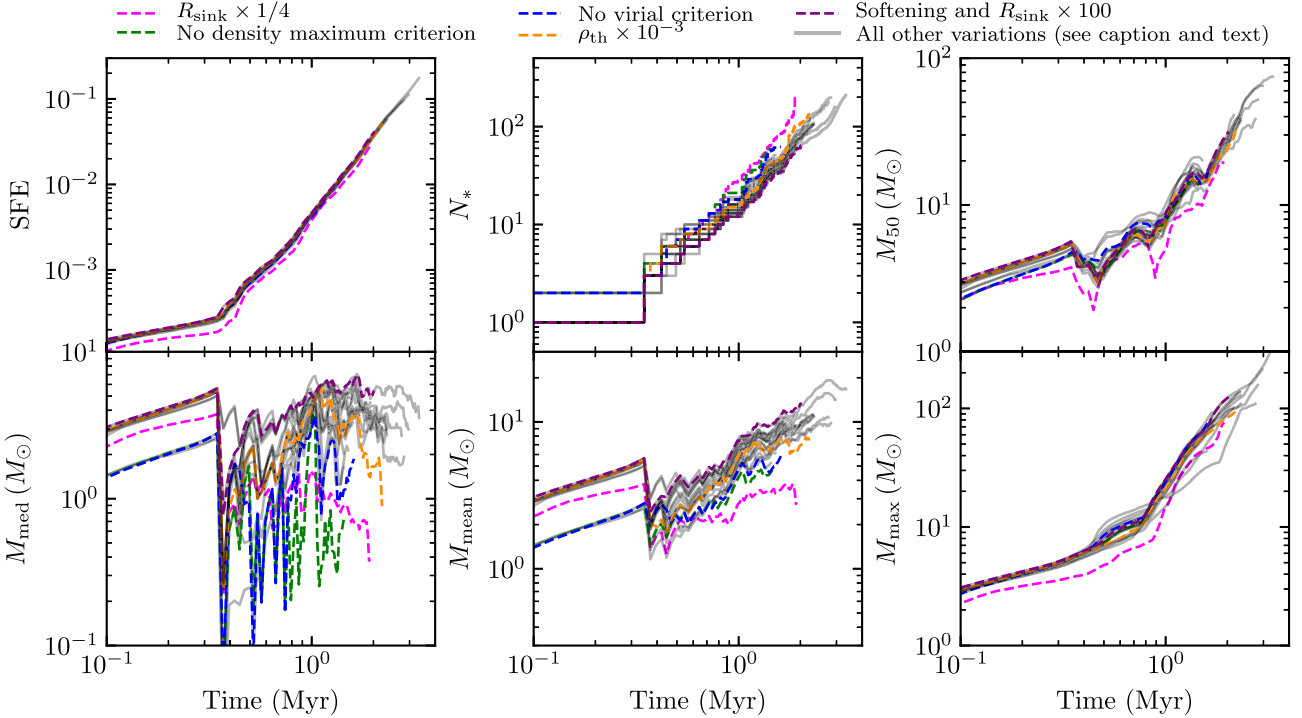 R_sink × 1/4
No density maximum criterion
No virial criterion
ρ_th × 10^−3
Softening and R_sink × 100
All other variations (see caption and text)
SFE
10^−1
10^−2
10^−3
N_*
10^2
10^1
10^0
M_50 (M_⊙)
10^2
10^1
10^0
M_med (M_⊙)
10^1
10^0
10^−1
M_mean (M_⊙)
10^1
10^0
M_max (M_⊙)
10^2
10^1
10^0
10^−1
10^0
10^−1
10^0
10^−1
10^0
Time (Myr)
Time (Myr)
Time (Myr)